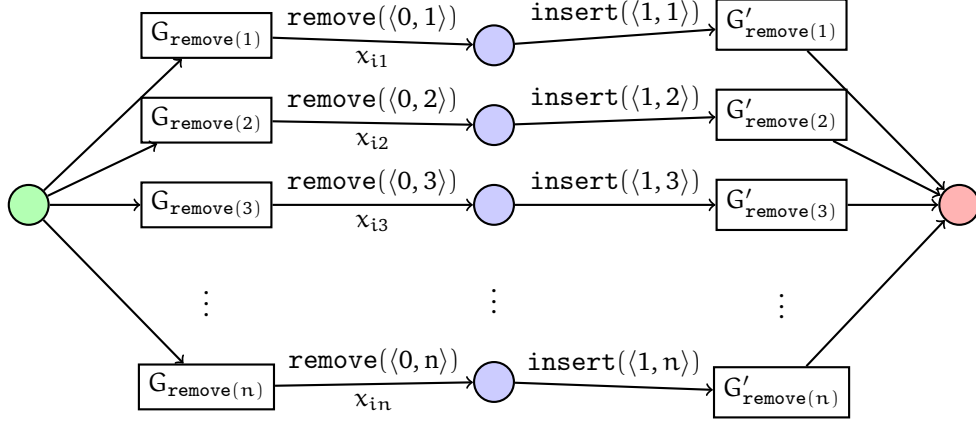 G_remove(1) remove(⟨0, 1⟩) x_i1 insert(⟨1, 1⟩) G′_remove(1)
G_remove(2) remove(⟨0, 2⟩) x_i2 insert(⟨1, 2⟩) G′_remove(2)
G_remove(3) remove(⟨0, 3⟩) x_i3 insert(⟨1, 3⟩) G′_remove(3)
⋮ ⋮ ⋮
G_remove(n) remove(⟨0, n⟩) x_in insert(⟨1, n⟩) G′_remove(n)